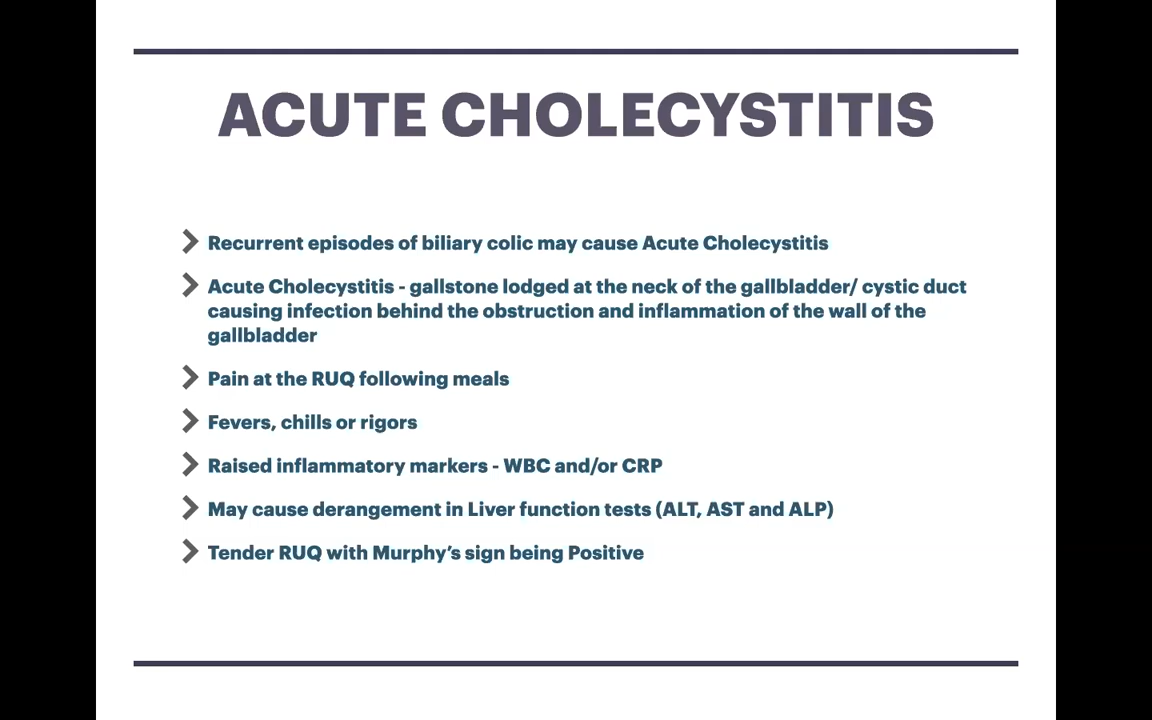 ACUTE CHOLECYSTITIS
Recurrent episodes of biliary colic may cause Acute Cholecystitis
Acute Cholecystitis - gallstone lodged at the neck of the gallbladder/ cystic duct
causing infection behind the obstruction and inflammation of the wall of the
gallbladder
Pain at the RUQ following meals
Fevers, chills or rigors
Raised inflammatory markers - WBC and/or CRP
May cause derangement in Liver function tests (ALT, AST and ALP)
Tender RUQ with Murphy’s sign being Positive